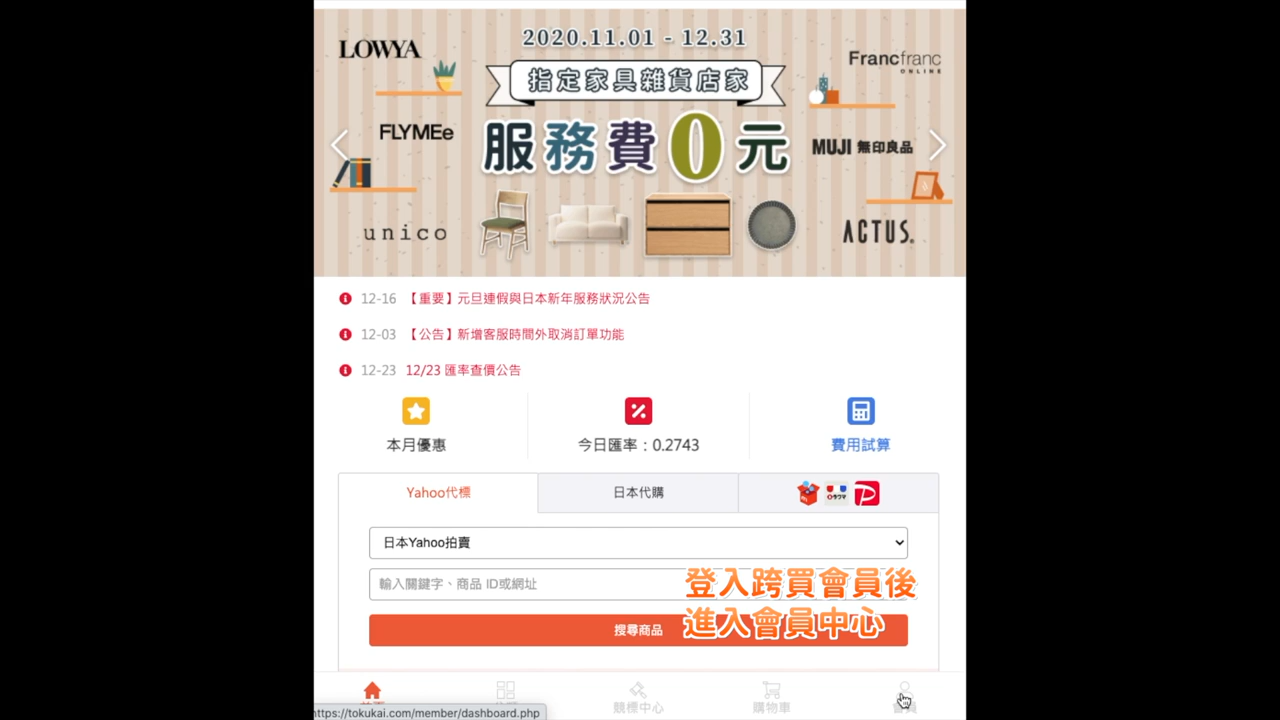 2020.11.01 - 12.31
LOWYA
Francfranc
ONLINE
指定家具雜貨店家
FLYMEe
服務費0元
MUJI 無印良品
unico
ACTUS.
12-16 【重要】元旦連假與日本新年服務狀況公告
12-03 【公告】新增客服時間外取消訂單功能
12-23 12/23 匯率查價公告
本月優惠
今日匯率：0.2743
費用試算
Yahoo代標
日本代購
日本Yahoo拍賣
輸入關鍵字、商品 ID或網址
登入跨買會員後
進入會員中心
搜尋商品
競標中心
購物車
https://tokukai.com/member/dashboard.php